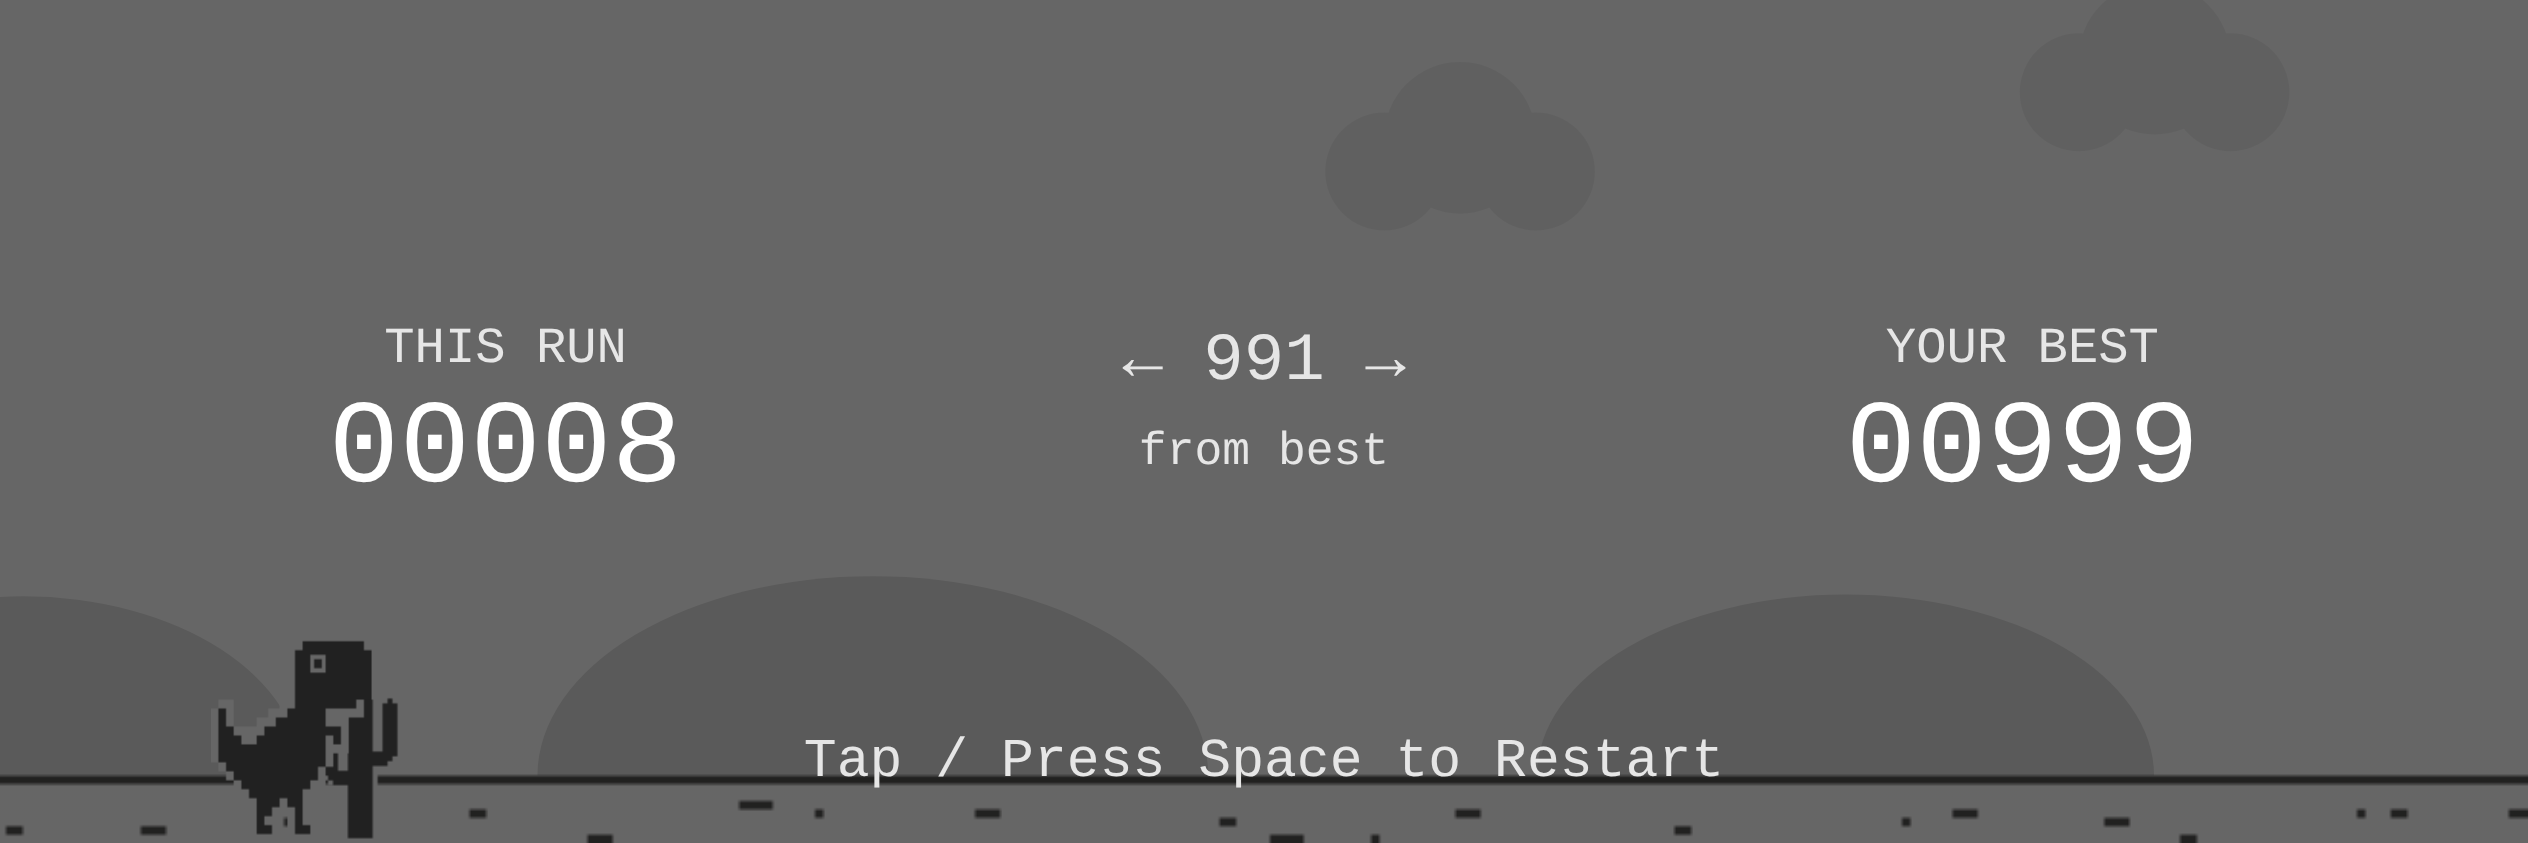 THIS RUN
00008
← 991 →
from best
YOUR BEST
00999
Tap / Press Space to Restart